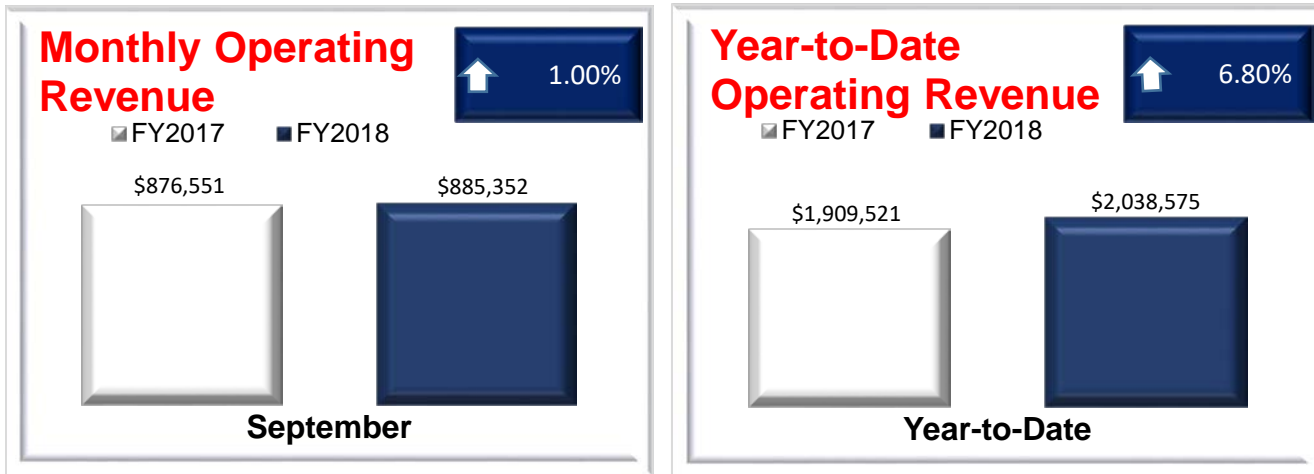 Monthly Operating
Revenue
1.00%
FY2017 FY2018
$876,551 $885,352
September
Year-to-Date
Operating Revenue
6.80%
FY2017 FY2018
$1,909,521 $2,038,575
Year-to-Date